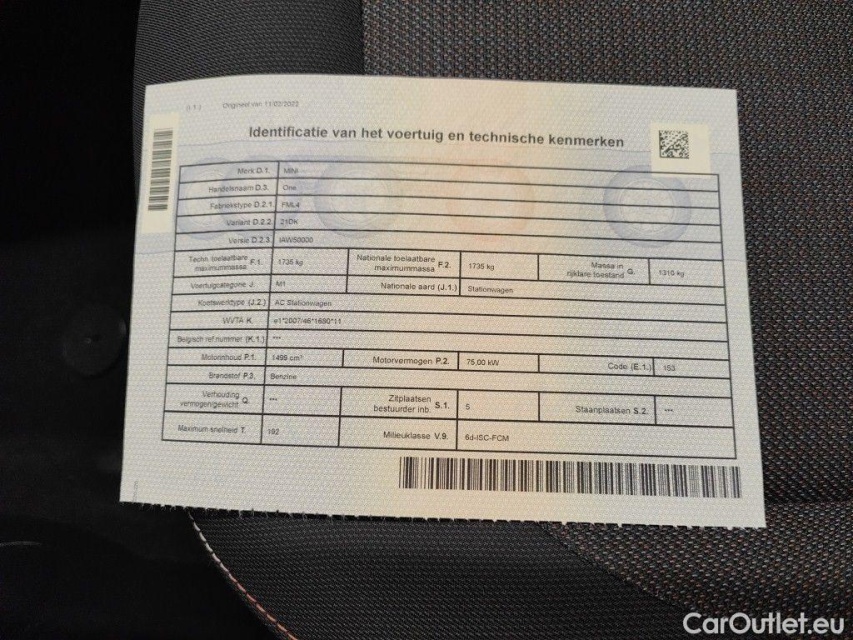 (I.1.) Origineel van 11/02/2022
Identificatie van het voertuig en technische kenmerken
Merk D.1. MINI
Handelsnaam D.3. One
Fabriekstype D.2.1. FML4
Variant D.2.2. 21DK
Versie D.2.3. IAW50000
Techn. toelaatbare maximummassa F.1. 1735 kg Nationale toelaatbare maximummassa F.2. 1735 kg Massa in rijklare toestand G. 1310 kg
Voertuigcategorie J. M1 Nationale aard (J.1.) Stationwagen
Koetswerktype (J.2.) AC Stationwagen
WVTA K. e1*2007/46*1680*11
Belgisch ref nummer (K.1.) ---
Motorinhoud P.1. 1499 cm³ Motorvermogen P.2. 75,00 kW Code (E.1.) 153
Brandstof P.3. Benzine
Verhouding vermogen/gewicht Q. --- Zitplaatsen bestuurder inb. S.1. 5 Staanplaatsen S.2. ---
Maximum snelheid T. 192 Milieuklasse V.9. 6d-ISC-FCM
CarOutlet.eu